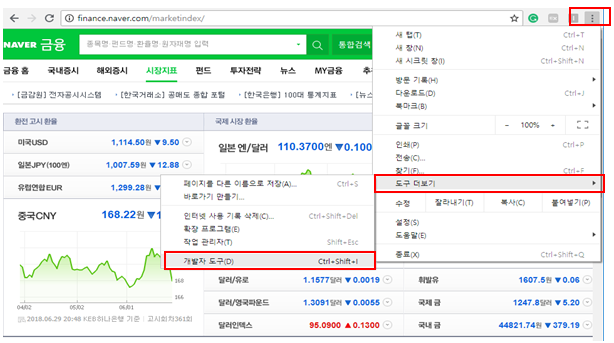 finance.naver.com/marketindex/
NAVER 금융
종목명·펀드명·환율명·원자재명 입력
통합검색
금융 홈 국내증시 해외증시 시장지표 펀드 투자전략 뉴스 MY금융
[금감원] 전자공시시스템 · [한국거래소] 공매도 종합 포털 · [한국은행] 100대 통계지표
환전 고시 환율
미국USD 1,114.50원 ▼9.50
일본JPY(100엔) 1,007.59원 ▼12.88
유럽연합EUR 1,299.28
중국CNY 168.22원 ▼
168
166
04/02 05/02 06/01
2018.06.29 20:48 KEB하나은행 기준 고시회차361회
국제 시장 환율
일본 엔/달러 110.3700엔 ▼0.100
달러/유로 1.1577달러 ▼0.0019
달러/영국파운드 1.3091달러 ▼0.0055
달러인덱스 95.0900 ▲0.1300
휘발유 1607.5원 ▼0.06
국제 금 1247.8달러 ▼5.20
국내 금 44821.74원 ▼379.19
새 탭(T) Ctrl+T
새 창(N) Ctrl+N
새 시크릿 창(I) Ctrl+Shift+N
방문 기록(H)
다운로드(D) Ctrl+J
북마크(B)
글꼴 크기 - 100% +
인쇄(P) Ctrl+P
전송(C)...
찾기(F)... Ctrl+F
도구 더보기
수정 잘라내기(T) 복사(C) 붙여넣기(P)
설정(S)
도움말(E)
종료(X) Ctrl+Shift+Q
페이지를 다른 이름으로 저장(A)... Ctrl+S
바로가기 만들기...
인터넷 사용 기록 삭제(C)... Ctrl+Shift+Del
확장 프로그램(E)
작업 관리자(T) Shift+Esc
개발자 도구(D) Ctrl+Shift+I